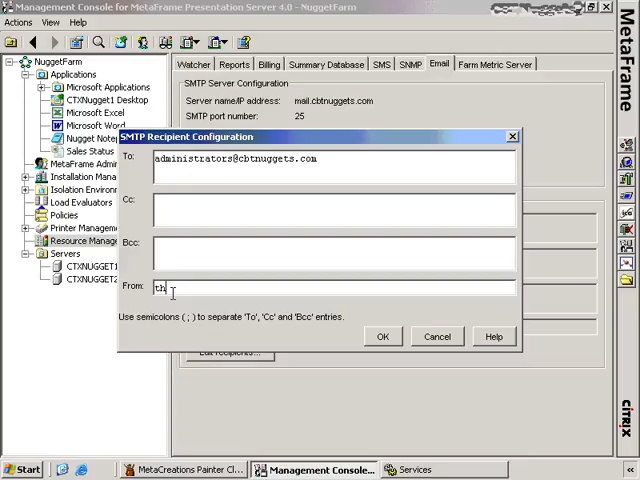 Management Console for MetaFrame Presentation Server 4.0 - NuggetFarm
Actions View Help
NuggetFarm
Applications
Microsoft Applications
CTXNugget1 Desktop
Microsoft Excel
Microsoft Word
Nugget Note
Sales Status
MetaFrame Admi
Installation Mana
Isolation Environ
Load Evaluators
Policies
Printer Managem
Resource Manag
Servers
CTXNUGGET1
CTXNUGGET2
Watcher Reports Billing Summary Database SMS SNMP Email Farm Metric Server
SMTP Server Configuration
Server name/IP address: mail.cbtnuggets.com
SMTP port number: 25
SMTP Recipient Configuration
To: administrators@cbtnuggets.com
Cc:
Bcc:
From: th
Use semicolons ( ; ) to separate 'To', 'Cc' and 'Bcc' entries.
OK Cancel Help
Edit recipients...
MetaFrame
CITRIX
Start
MetaCreations Painter Cl...
Management Console...
Services